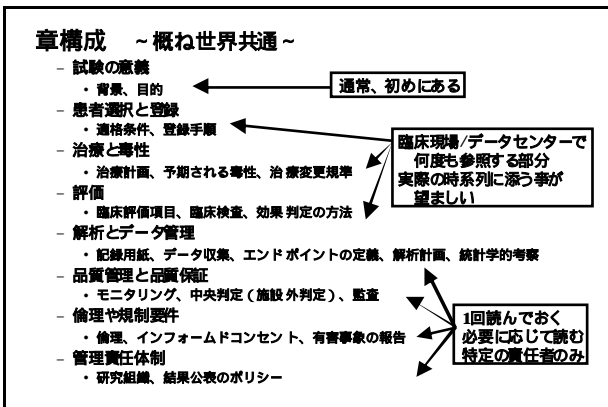 章構成 ~概ね世界共通~
– 試験の意義
・背景、目的
通常、初めにある
– 患者選択と登録
・適格条件、登録手順
– 治療と毒性
・治療計画、予期される毒性、治療変更規準
臨床現場/データセンターで
何度も参照する部分
実際の時系列に添う事が
望ましい
– 評価
・臨床評価項目、臨床検査、効果判定の方法
– 解析とデータ管理
・記録用紙、データ収集、エンドポイントの定義、解析計画、統計学的考察
– 品質管理と品質保証
・モニタリング、中央判定(施設外判定)、監査
– 倫理や規制要件
・倫理、インフォームドコンセント、有害事象の報告
1回読んでおく
必要に応じて読む
特定の責任者のみ
– 管理責任体制
・研究組織、結果公表のポリシー